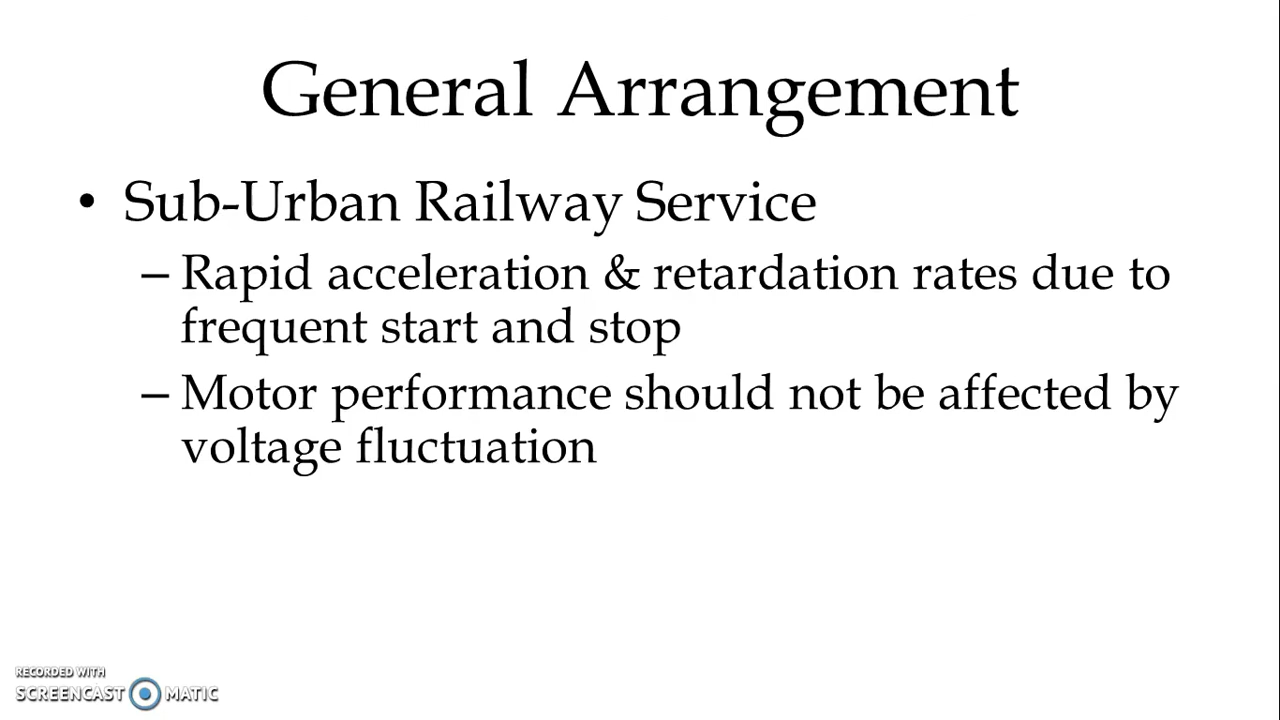 General Arrangement
• Sub-Urban Railway Service
– Rapid acceleration & retardation rates due to
frequent start and stop
– Motor performance should not be affected by
voltage fluctuation
RECORDED WITH
SCREENCAST MATIC